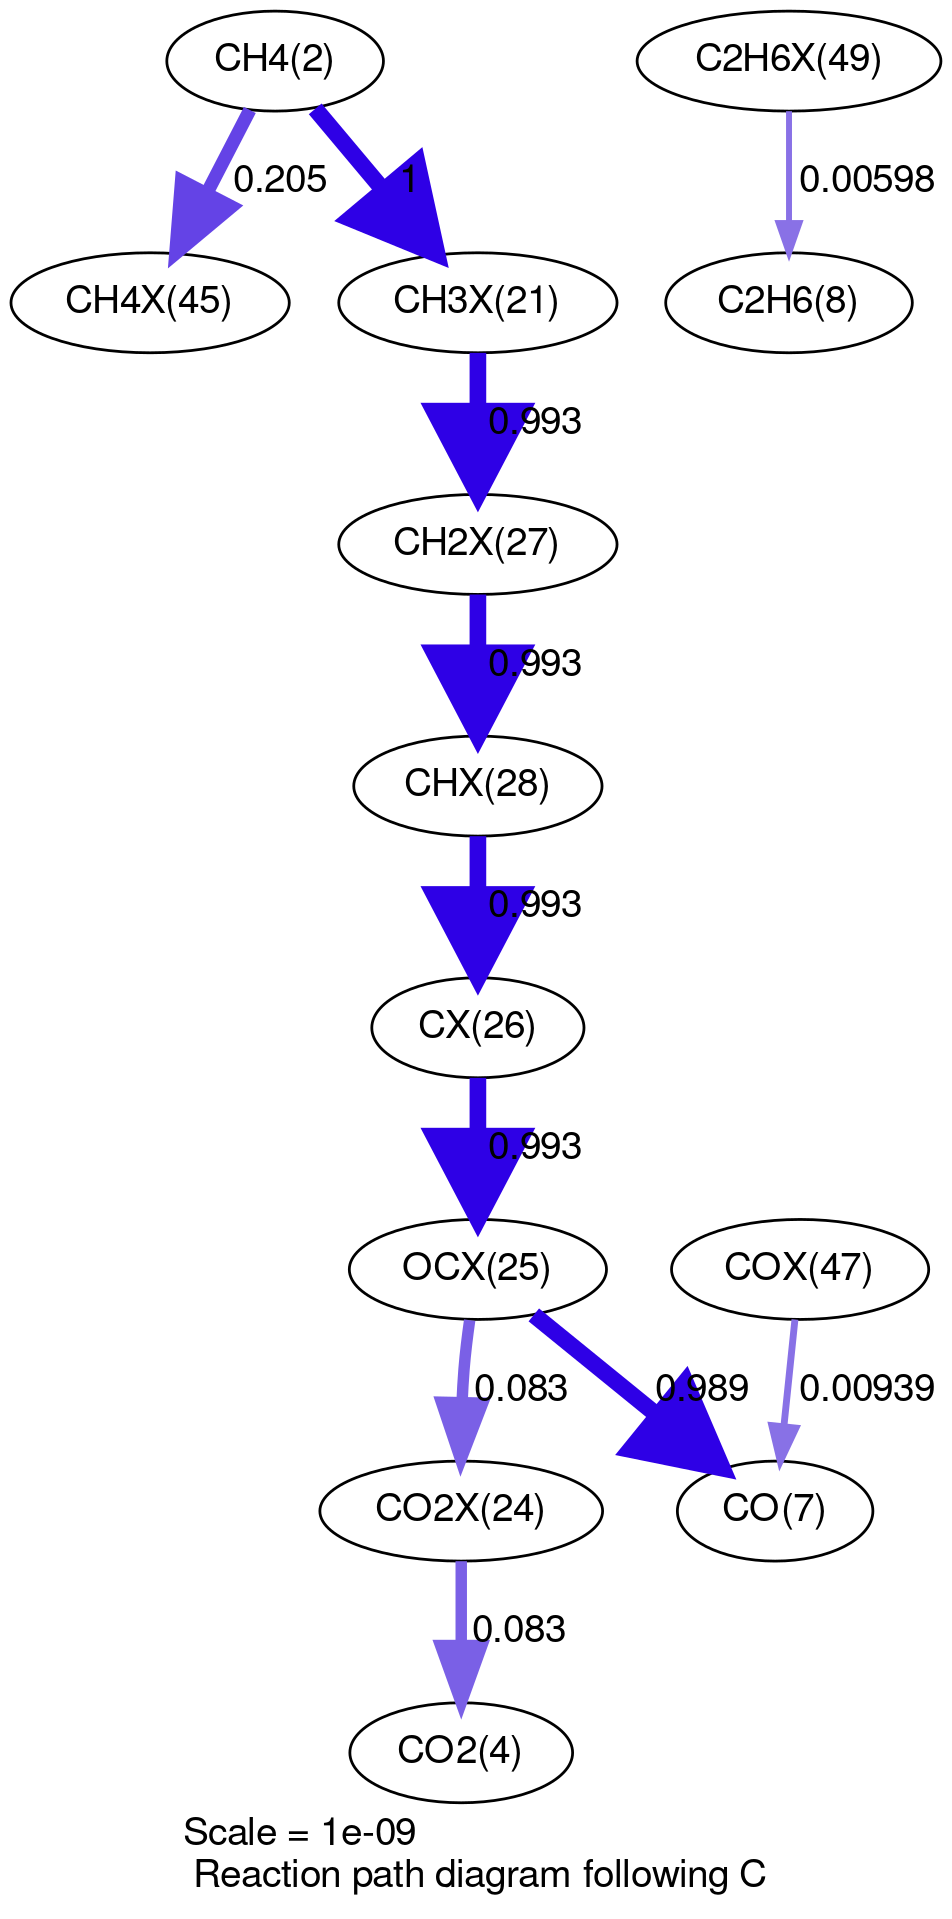 CH4(2)
C2H6X(49)
0.205
1
0.00598
CH4X(45)
CH3X(21)
C2H6(8)
0.993
CH2X(27)
0.993
CHX(28)
0.993
CX(26)
0.993
OCX(25)
COX(47)
0.083
0.989
0.00939
CO2X(24)
CO(7)
0.083
CO2(4)
Scale = 1e-09
Reaction path diagram following C